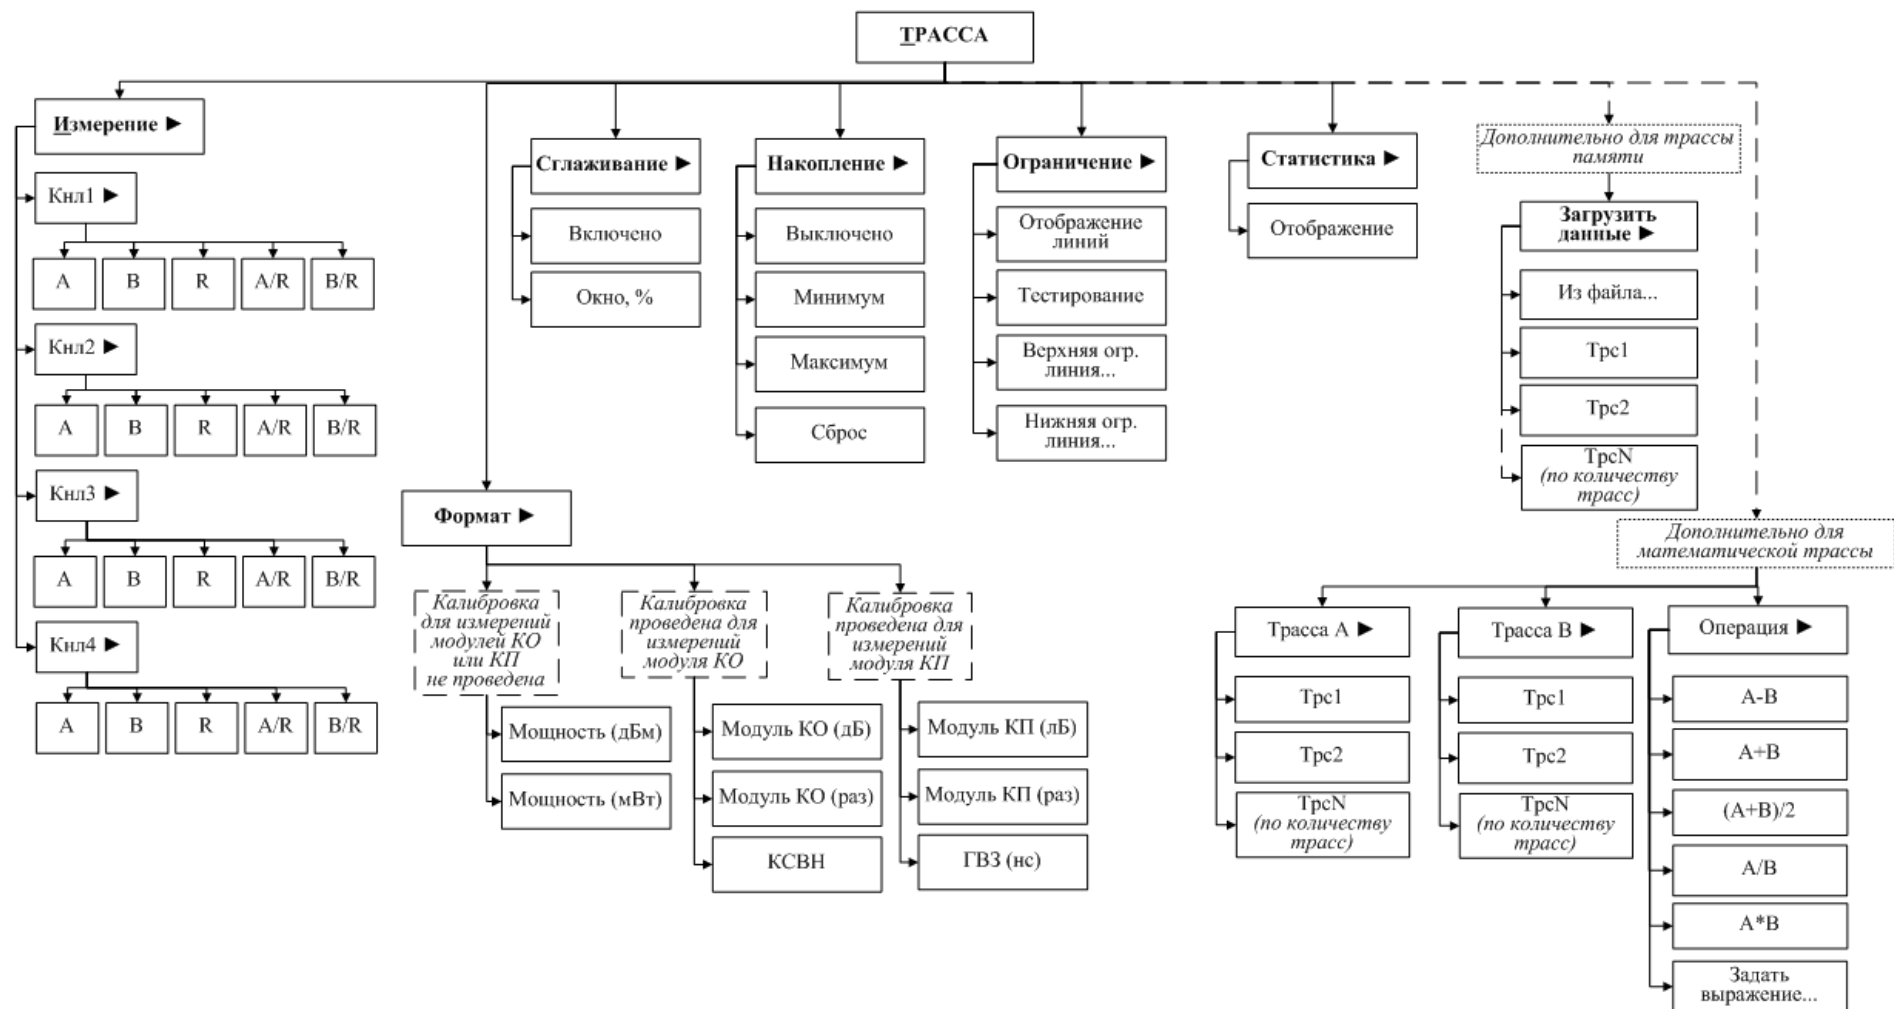 ТРАССА
Измерение ►
Кнл1 ►
A
B
R
A/R
B/R
Кнл2 ►
A
B
R
A/R
B/R
Кнл3 ►
A
B
R
A/R
B/R
Кнл4 ►
A
B
R
A/R
B/R
Формат ►
Калибровка
для измерений
модулей КО
или КП
не проведена
Мощность (дБм)
Мощность (мВт)
Калибровка
проведена для
измерений
модуля КО
Модуль КО (дБ)
Модуль КО (раз)
КСВН
Калибровка
проведена для
измерений
модуля КП
Модуль КП (лБ)
Модуль КП (раз)
ГВЗ (нс)
Сглаживание ►
Включено
Окно, %
Накопление ►
Выключено
Минимум
Максимум
Сброс
Ограничение ►
Отображение
линий
Тестирование
Верхняя огр.
линия...
Нижняя огр.
линия...
Статистика ►
Отображение
Дополнительно для трассы
памяти
Загрузить
данные ►
Из файла...
Трс1
Трс2
ТрсN
(по количеству
трасс)
Дополнительно для
математической трассы
Трасса A ►
Трс1
Трс2
ТрсN
(по количеству
трасс)
Трасса B ►
Трс1
Трс2
ТрсN
(по количеству
трасс)
Операция ►
A-B
A+B
(A+B)/2
A/B
A*B
Задать
выражение...